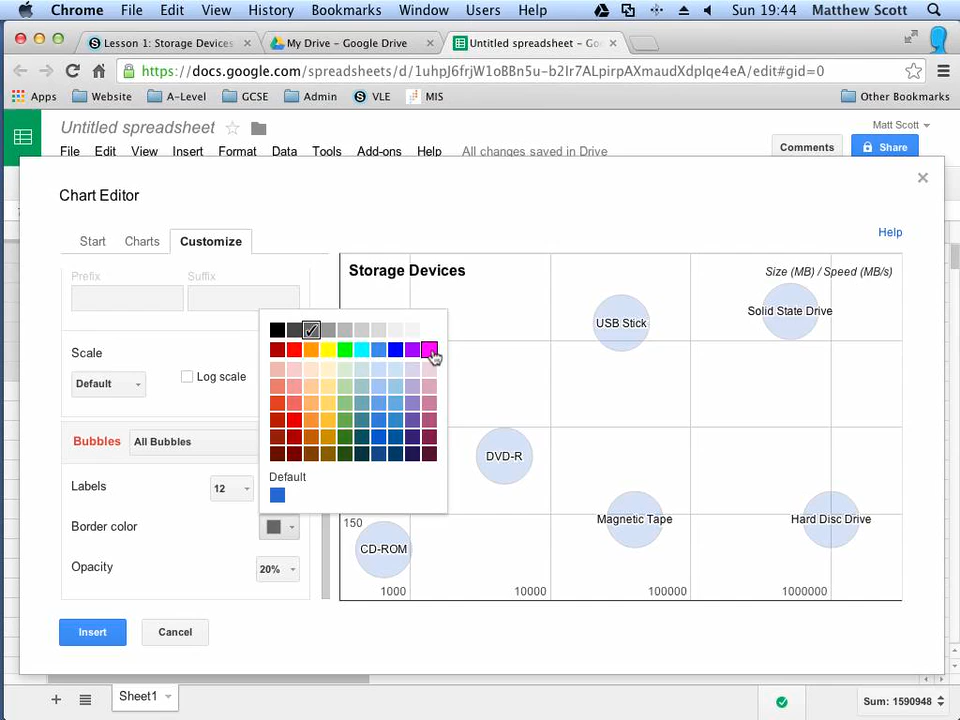 Chrome File Edit View History Bookmarks Window Users Help Sun 19:44 Matthew Scott
Lesson 1: Storage Devices My Drive – Google Drive Untitled spreadsheet – Go
https://docs.google.com/spreadsheets/d/1uhpJ6frjW1oBBn5u-b2Ir7ALpirpAXmaudXdpIqe4eA/edit#gid=0
Apps Website A-Level GCSE Admin VLE MIS Other Bookmarks
Untitled spreadsheet Matt Scott
File Edit View Insert Format Data Tools Add-ons Help All changes saved in Drive Comments Share
Chart Editor
Start Charts Customize Help
Prefix Suffix
Storage Devices Size (MB) / Speed (MB/s)
Solid State Drive
USB Stick
Scale
Default Log scale
Bubbles All Bubbles
DVD-R
Default
Labels 12
Border color
150 Magnetic Tape Hard Disc Drive
CD-ROM
Opacity 20%
1000 10000 100000 1000000
Insert Cancel
Sheet1 Sum: 1590948